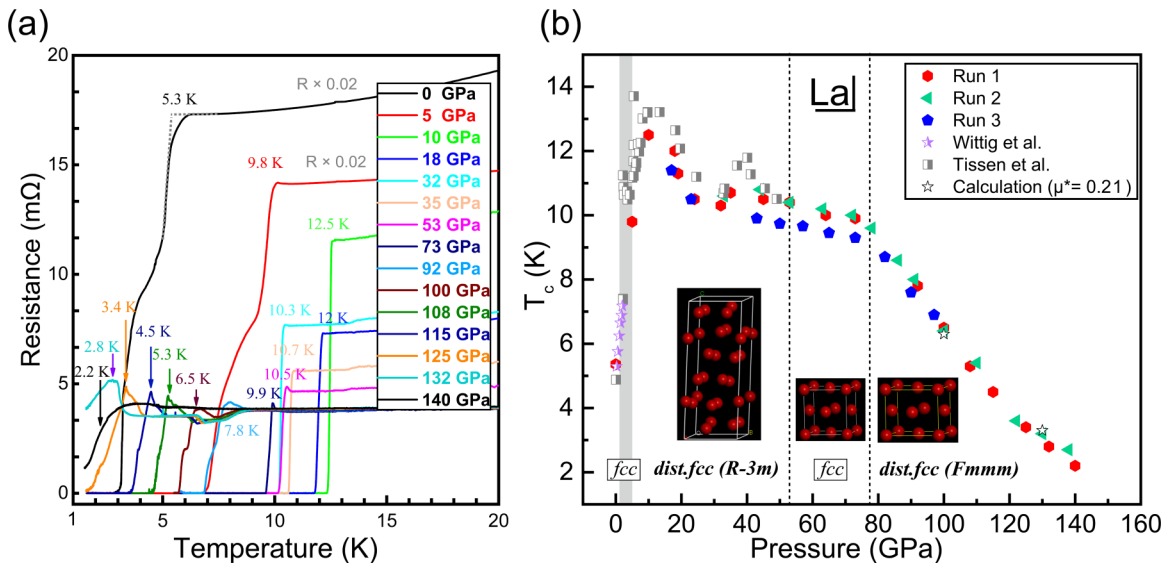 (a)
(b)
20
15
10
5
0
Resistance (mΩ)
1
5
10
15
20
Temperature (K)
R × 0.02
5.3 K
9.8 K
R × 0.02
12.5 K
10.3 K
12 K
10.7 K
10.5 K
9.9 K
7.8 K
6.5 K
5.3 K
4.5 K
3.4 K
2.8 K
2.2 K
0 GPa
5 GPa
10 GPa
18 GPa
32 GPa
35 GPa
53 GPa
73 GPa
92 GPa
100 GPa
108 GPa
115 GPa
125 GPa
132 GPa
140 GPa
14
12
10
8
6
4
2
T_c (K)
0
20
40
60
80
100
120
140
160
Pressure (GPa)
La
Run 1
Run 2
Run 3
Wittig et al.
Tissen et al.
Calculation (μ*= 0.21 )
fcc
dist.fcc (R-3m)
fcc
dist.fcc (Fmmm)